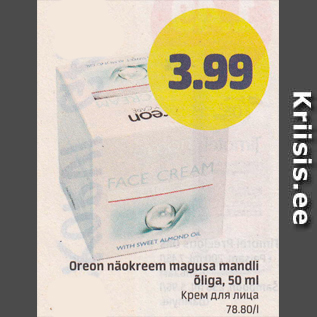 3.99
Kriisis.ee
FACE CREAM
WITH SWEET ALMOND OIL
Oreon näokreem magusa mandli
õliga, 50 ml
Крем для лица
78.80/l